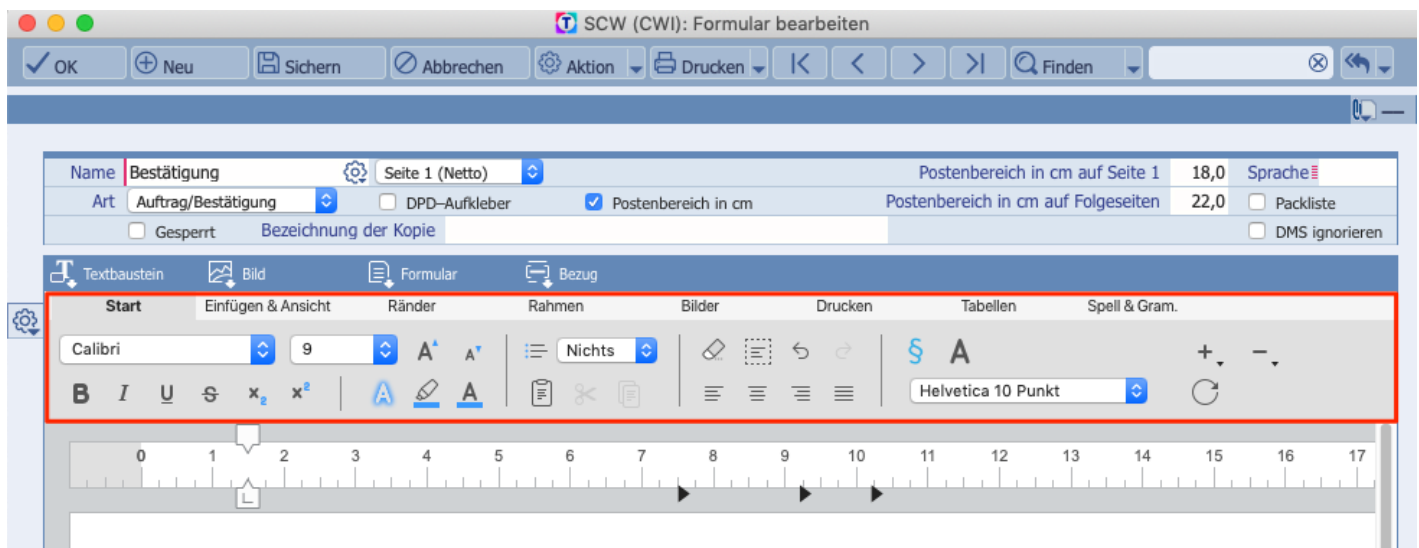 SCW (CWI): Formular bearbeiten
OK Neu Sichern Abbrechen Aktion Drucken Finden
Name Bestätigung Seite 1 (Netto) Postenbereich in cm auf Seite 1 18,0 Sprache
Art Auftrag/Bestätigung DPD-Aufkleber Postenbereich in cm Postenbereich in cm auf Folgeseiten 22,0 Packliste
Gesperrt Bezeichnung der Kopie DMS ignorieren
Textbaustein Bild Formular Bezug
Start Einfügen & Ansicht Ränder Rahmen Bilder Drucken Tabellen Spell & Gram.
Calibri 9 A A Nichts § A + -
B I U S x₂ x² A A Helvetica 10 Punkt
0 1 2 3 4 5 6 7 8 9 10 11 12 13 14 15 16 17